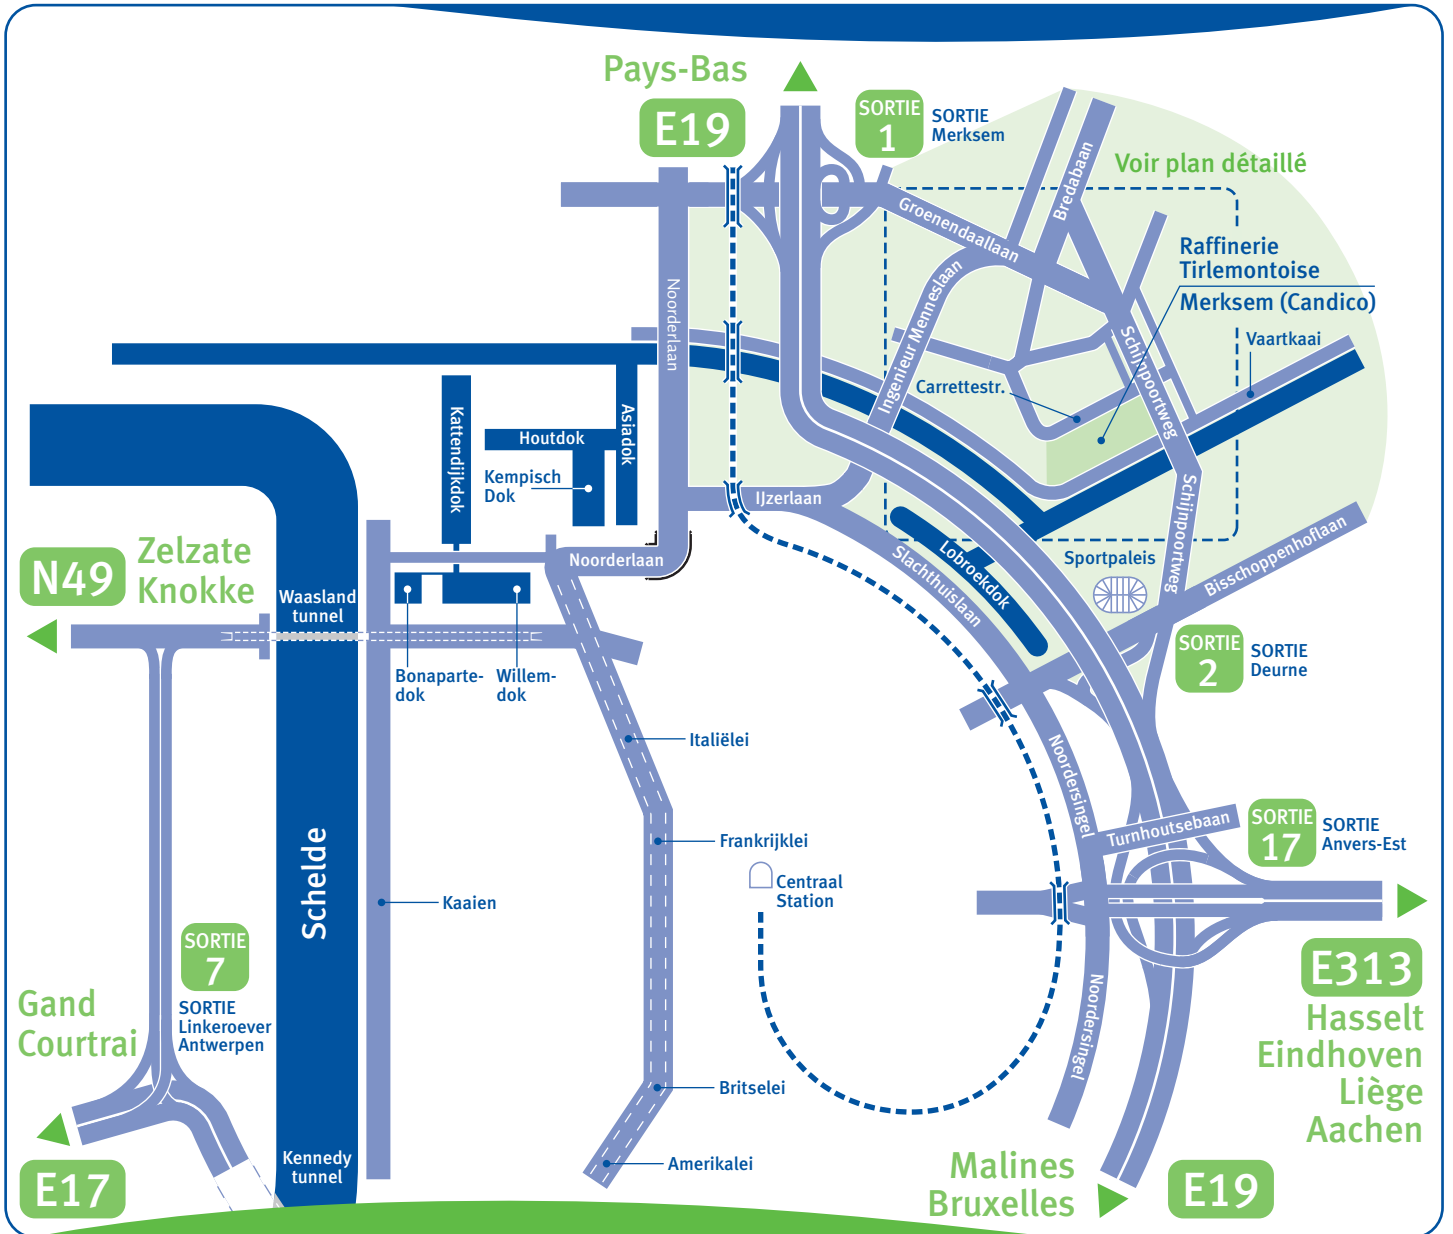 Pays-Bas
E19
SORTIE
1
SORTIE
Merksem
Voir plan détaillé
Bredabaan
Groenendaallaan
Raffinerie
Tirlemontoise
Merksem (Candico)
Vaartkaai
Ingenieur Menneslaan
Schijnpoortweg
Carrettestr.
Noorderlaan
Kattendijkdok
Houtdok
Asiadok
Kempisch
Dok
IJzerlaan
Schijnpoortweg
Noorderlaan
Slachthuislaan
Lobroekdok
Sportpaleis
Bisschoppenhoflaan
N49
Zelzate
Knokke
Waasland
tunnel
SORTIE
2
SORTIE
Deurne
Bonaparte-
dok
Willem-
dok
Italiëlei
Noordersingel
Turnhoutsebaan
SORTIE
17
SORTIE
Anvers-Est
Frankrijklei
Centraal
Station
Schelde
Kaaien
SORTIE
7
SORTIE
Linkeroever
Antwerpen
Gand
Courtrai
E313
Hasselt
Eindhoven
Liège
Aachen
Noordersingel
Britselei
Amerikalei
Kennedy
tunnel
E17
Malines
Bruxelles
E19